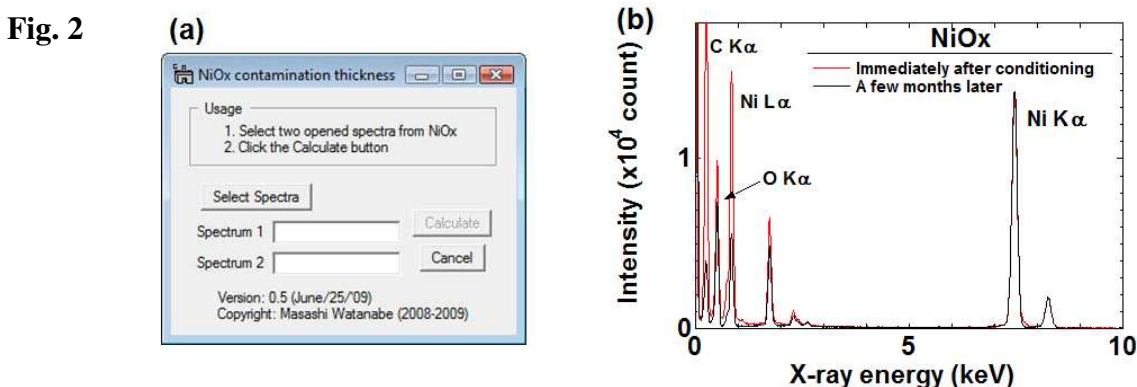 Fig. 2
(a)
NiOx contamination thickness
Usage
1. Select two opened spectra from NiOx
2. Click the Calculate button
Select Spectra
Spectrum 1
Calculate
Spectrum 2
Cancel
Version: 0.5 (June/25/'09)
Copyright: Masashi Watanabe (2008-2009)
(b)
NiOx
Immediately after conditioning
A few months later
C Kα
Ni Lα
O Kα
Ni Kα
Intensity (x10⁴ count)
1
0
0
5
10
X-ray energy (keV)